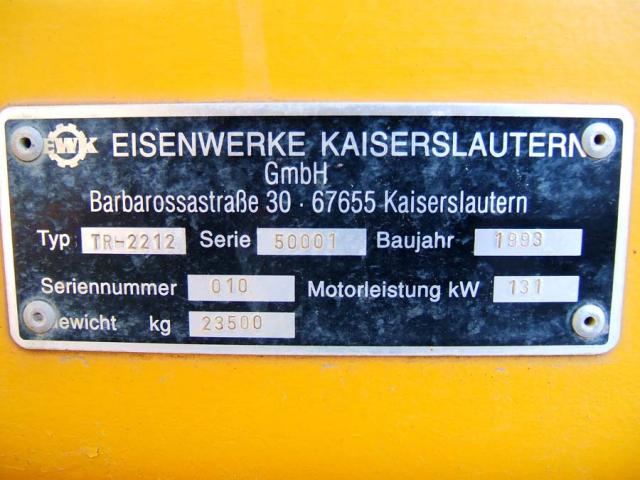 EWK EISENWERKE KAISERSLAUTERN
GmbH
Barbarossastraße 30 · 67655 Kaiserslautern
Typ TR-2212 Serie 50001 Baujahr 1993
Seriennummer 010 Motorleistung kW 131
Gewicht kg 23500